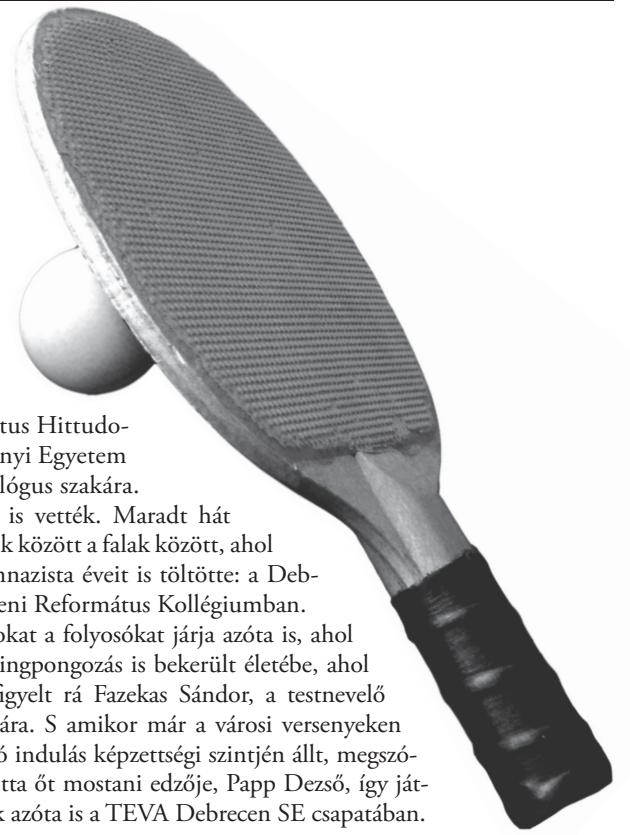 tus Hittudo-
nyi Egyetem
lógus szakára.
is vették. Maradt hát
k között a falak között, ahol
nnazista éveit is töltötte: a Deb-
eni Református Kollégiumban.
okat a folyosókat járja azóta is, ahol
ingpongozás is bekerült életébe, ahol
figyelt rá Fazekas Sándor, a testnevelő
ára. S amikor már a városi versenyeken
ó indulás képzettségi szintjén állt, megszó-
otta őt mostani edzője, Papp Dezső, így ját-
k azóta is a TEVA Debrecen SE csapatában.